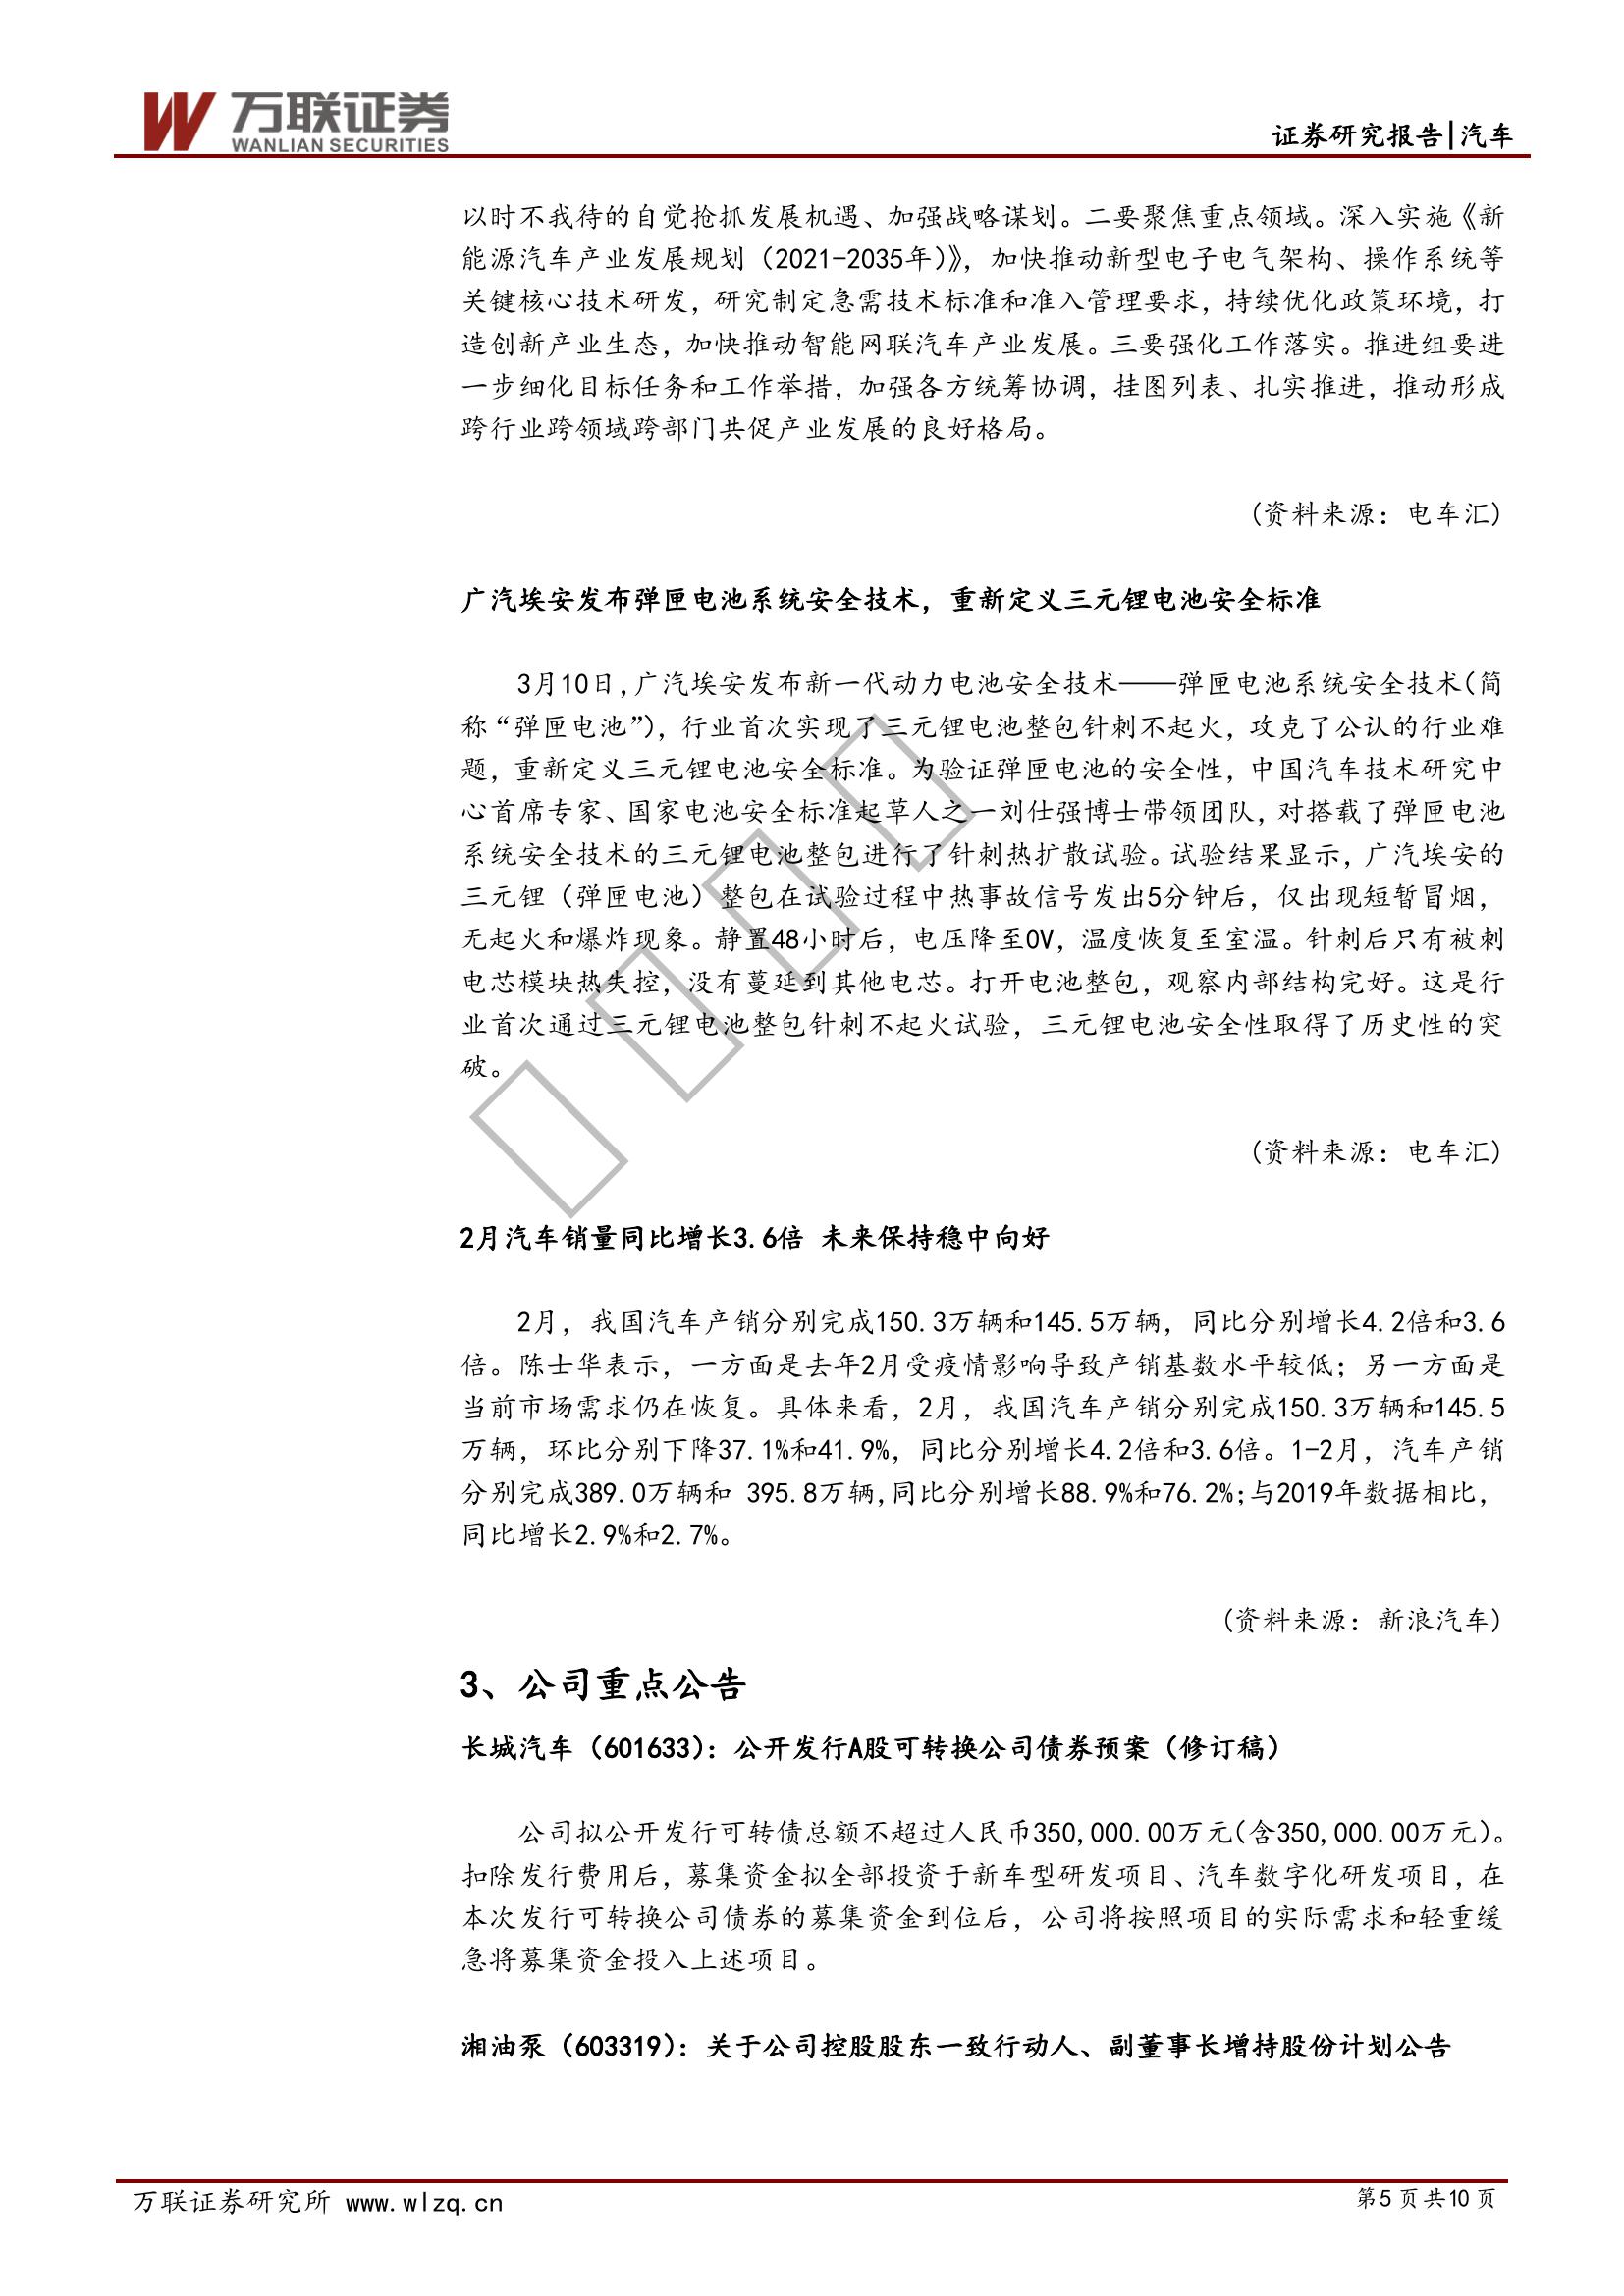 万联证券
WANLIAN SECURITIES
证券研究报告|汽车
以时不我待的自觉抢抓发展机遇、加强战略谋划。二要聚焦重点领域。深入实施《新
能源汽车产业发展规划（2021-2035年）》，加快推动新型电子电气架构、操作系统等
关键核心技术研发，研究制定急需技术标准和准入管理要求，持续优化政策环境，打
造创新产业生态，加快推动智能网联汽车产业发展。三要强化工作落实。推进组要进
一步细化目标任务和工作举措，加强各方统筹协调，挂图列表、扎实推进，推动形成
跨行业跨领域跨部门共促产业发展的良好格局。
（资料来源：电车汇）
广汽埃安发布弹匣电池系统安全技术，重新定义三元锂电池安全标准
3月10日，广汽埃安发布新一代动力电池安全技术——弹匣电池系统安全技术（简
称“弹匣电池”），行业首次实现了三元锂电池整包针刺不起火，攻克了公认的行业难
题，重新定义三元锂电池安全标准。为验证弹匣电池的安全性，中国汽车技术研究中
心首席专家、国家电池安全标准起草人之一刘仕强博士带领团队，对搭载了弹匣电池
系统安全技术的三元锂电池整包进行了针刺热扩散试验。试验结果显示，广汽埃安的
三元锂（弹匣电池）整包在试验过程中热事故信号发出5分钟后，仅出现短暂冒烟，
无起火和爆炸现象。静置48小时后，电压降至0V，温度恢复至室温。针刺后只有被刺
电芯模块热失控，没有蔓延到其他电芯。打开电池整包，观察内部结构完好。这是行
业首次通过三元锂电池整包针刺不起火试验，三元锂电池安全性取得了历史性的突
破。
（资料来源：电车汇）
2月汽车销量同比增长3.6倍 未来保持稳中向好
2月，我国汽车产销分别完成150.3万辆和145.5万辆，同比分别增长4.2倍和3.6
倍。陈士华表示，一方面是去年2月受疫情影响导致产销基数水平较低；另一方面是
当前市场需求仍在恢复。具体来看，2月，我国汽车产销分别完成150.3万辆和145.5
万辆，环比分别下降37.1%和41.9%，同比分别增长4.2倍和3.6倍。1-2月，汽车产销
分别完成389.0万辆和 395.8万辆,同比分别增长88.9%和76.2%;与2019年数据相比，
同比增长2.9%和2.7%。
（资料来源：新浪汽车）
3、公司重点公告
长城汽车（601633）：公开发行A股可转换公司债券预案（修订稿）
公司拟公开发行可转债总额不超过人民币350,000.00万元（含350,000.00万元）。
扣除发行费用后，募集资金拟全部投资于新车型研发项目、汽车数字化研发项目，在
本次发行可转换公司债券的募集资金到位后，公司将按照项目的实际需求和轻重缓
急将募集资金投入上述项目。
湘油泵（603319）：关于公司控股股东一致行动人、副董事长增持股份计划公告
万联证券研究所 www.wlzq.cn
第5页共10页